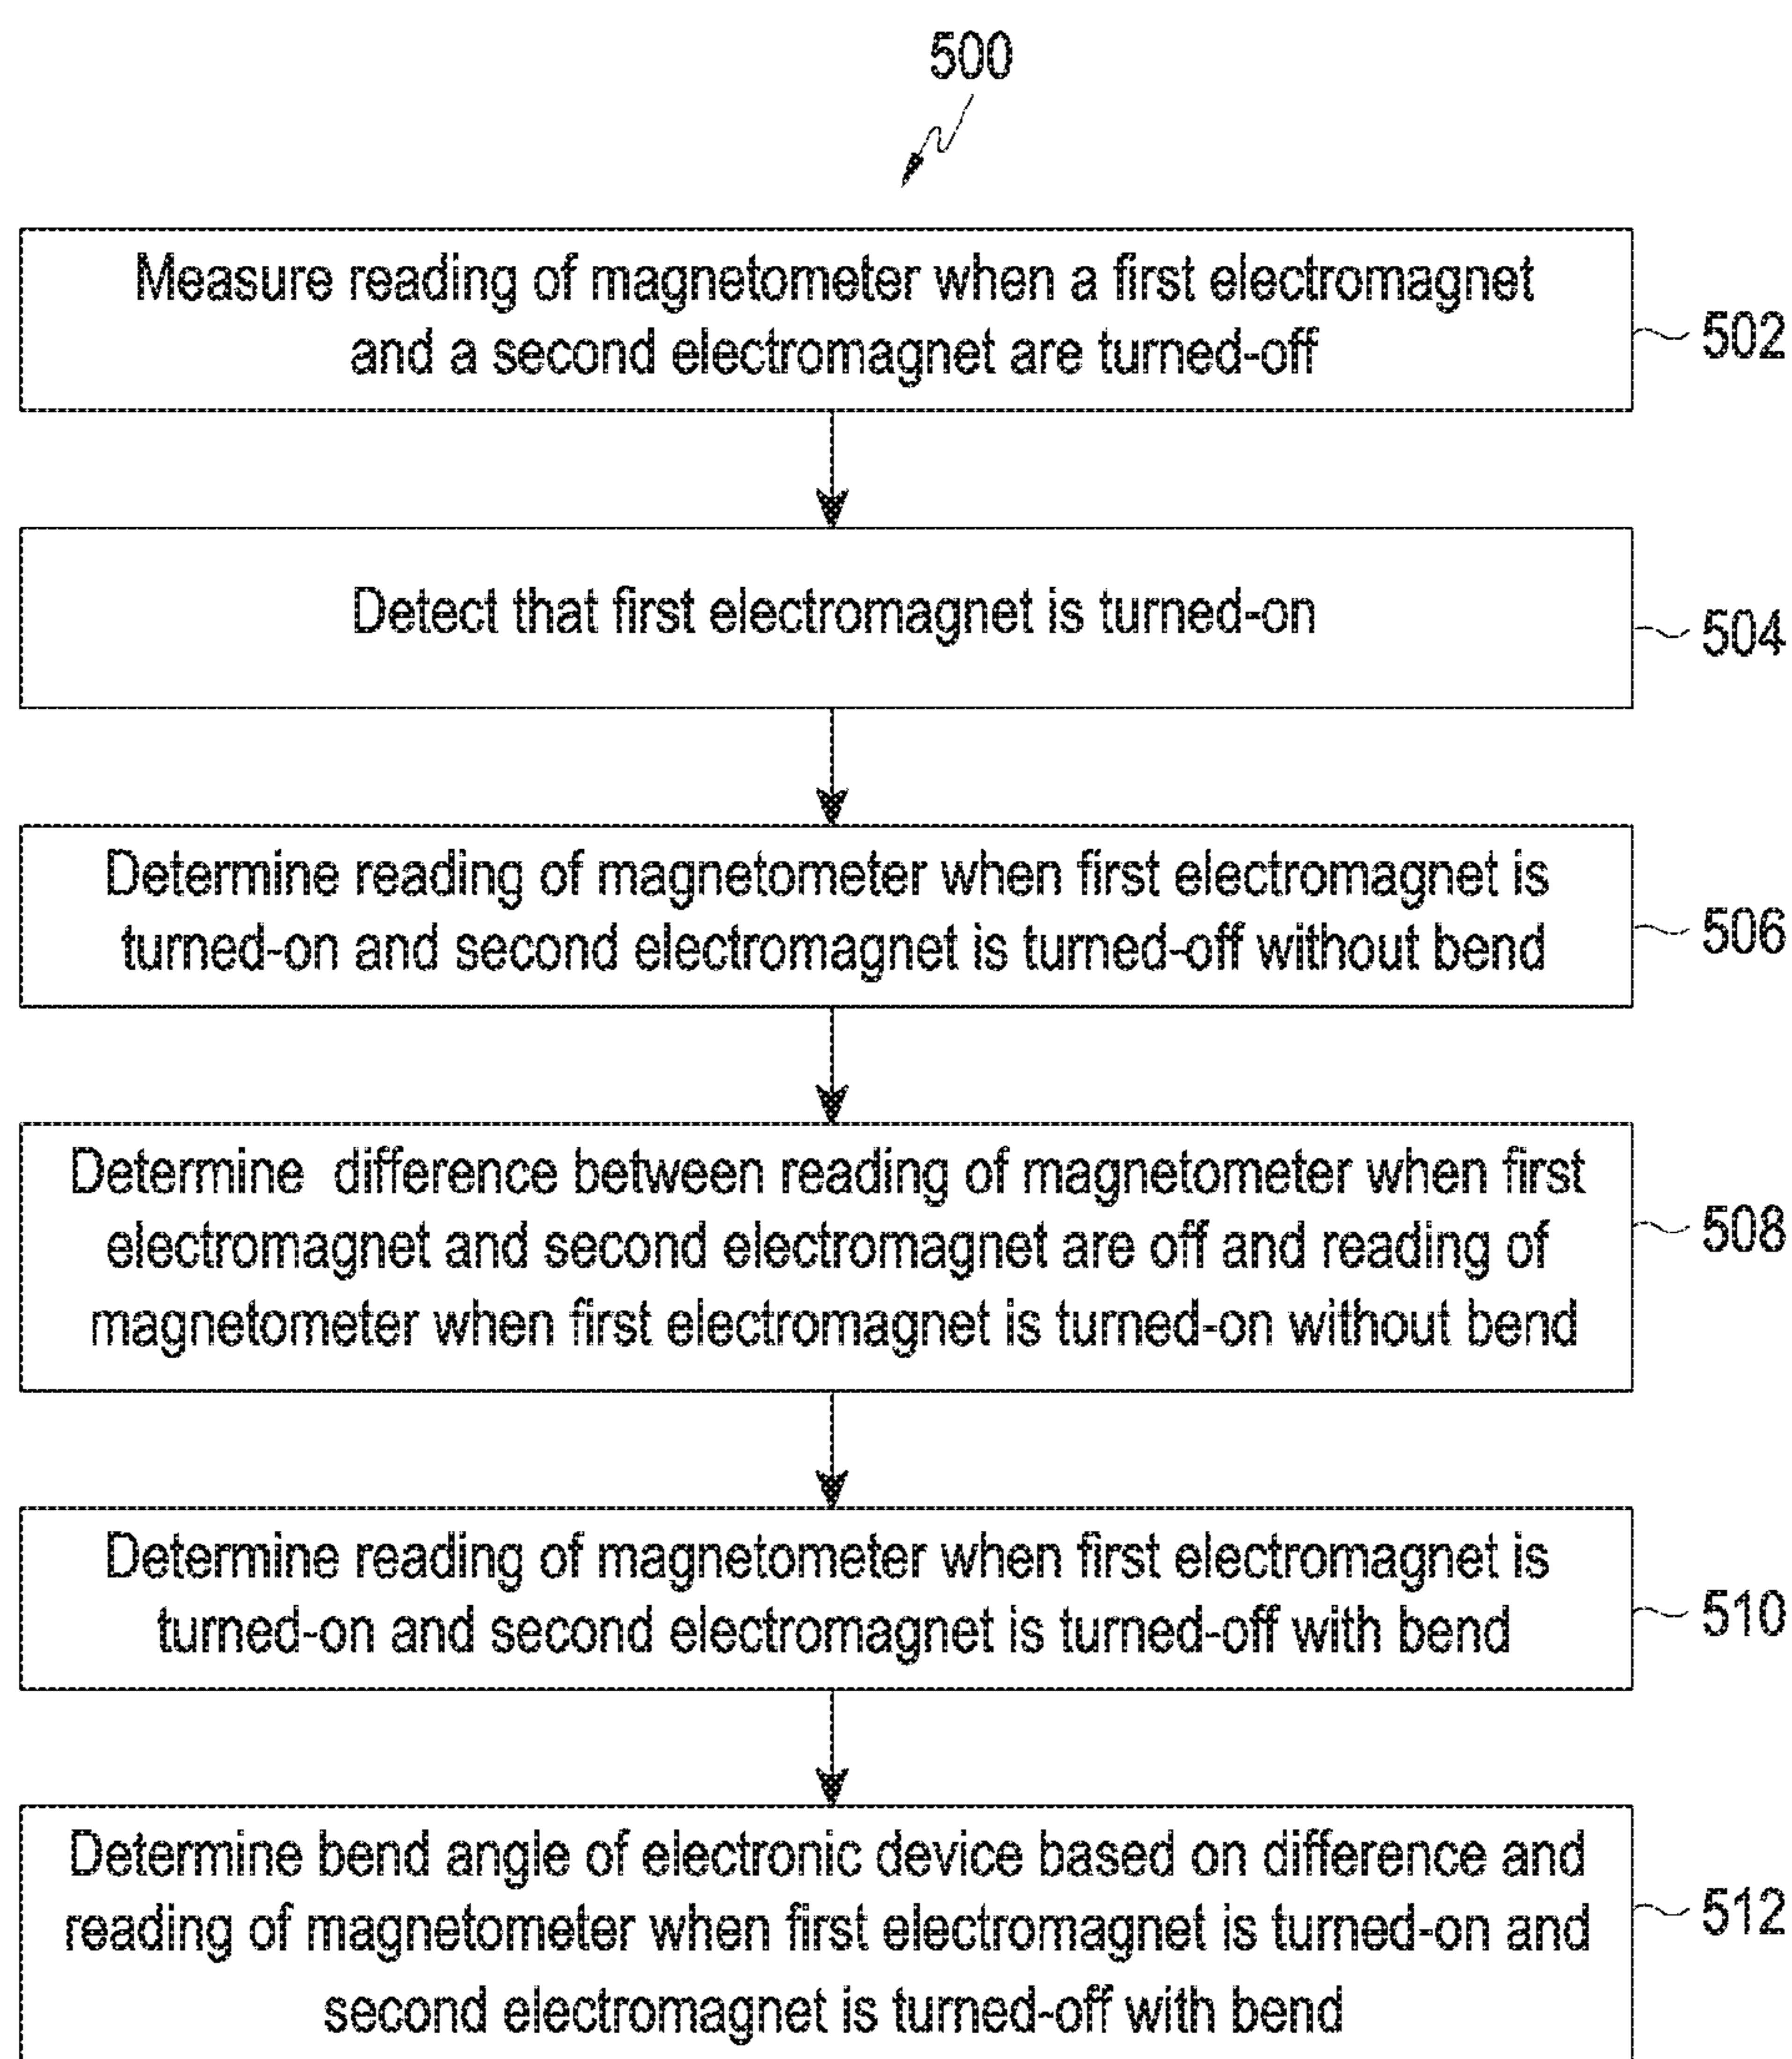 500
Measure reading of magnetometer when a first electromagnet
and a second electromagnet are turned-off
502
Detect that first electromagnet is turned-on
504
Determine reading of magnetometer when first electromagnet is
turned-on and second electromagnet is turned-off without bend
506
Determine difference between reading of magnetometer when first
electromagnet and second electromagnet are off and reading of
magnetometer when first electromagnet is turned-on without bend
508
Determine reading of magnetometer when first electromagnet is
turned-on and second electromagnet is turned-off with bend
510
Determine bend angle of electronic device based on difference and
reading of magnetometer when first electromagnet is turned-on and
second electromagnet is turned-off with bend
512